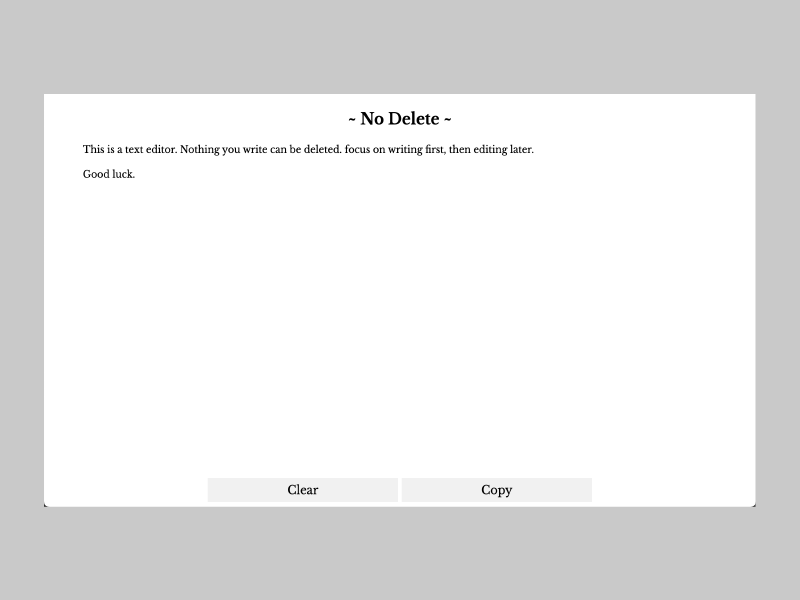 ~ No Delete ~
This is a text editor. Nothing you write can be deleted. focus on writing first, then editing later.
Good luck.
Clear
Copy